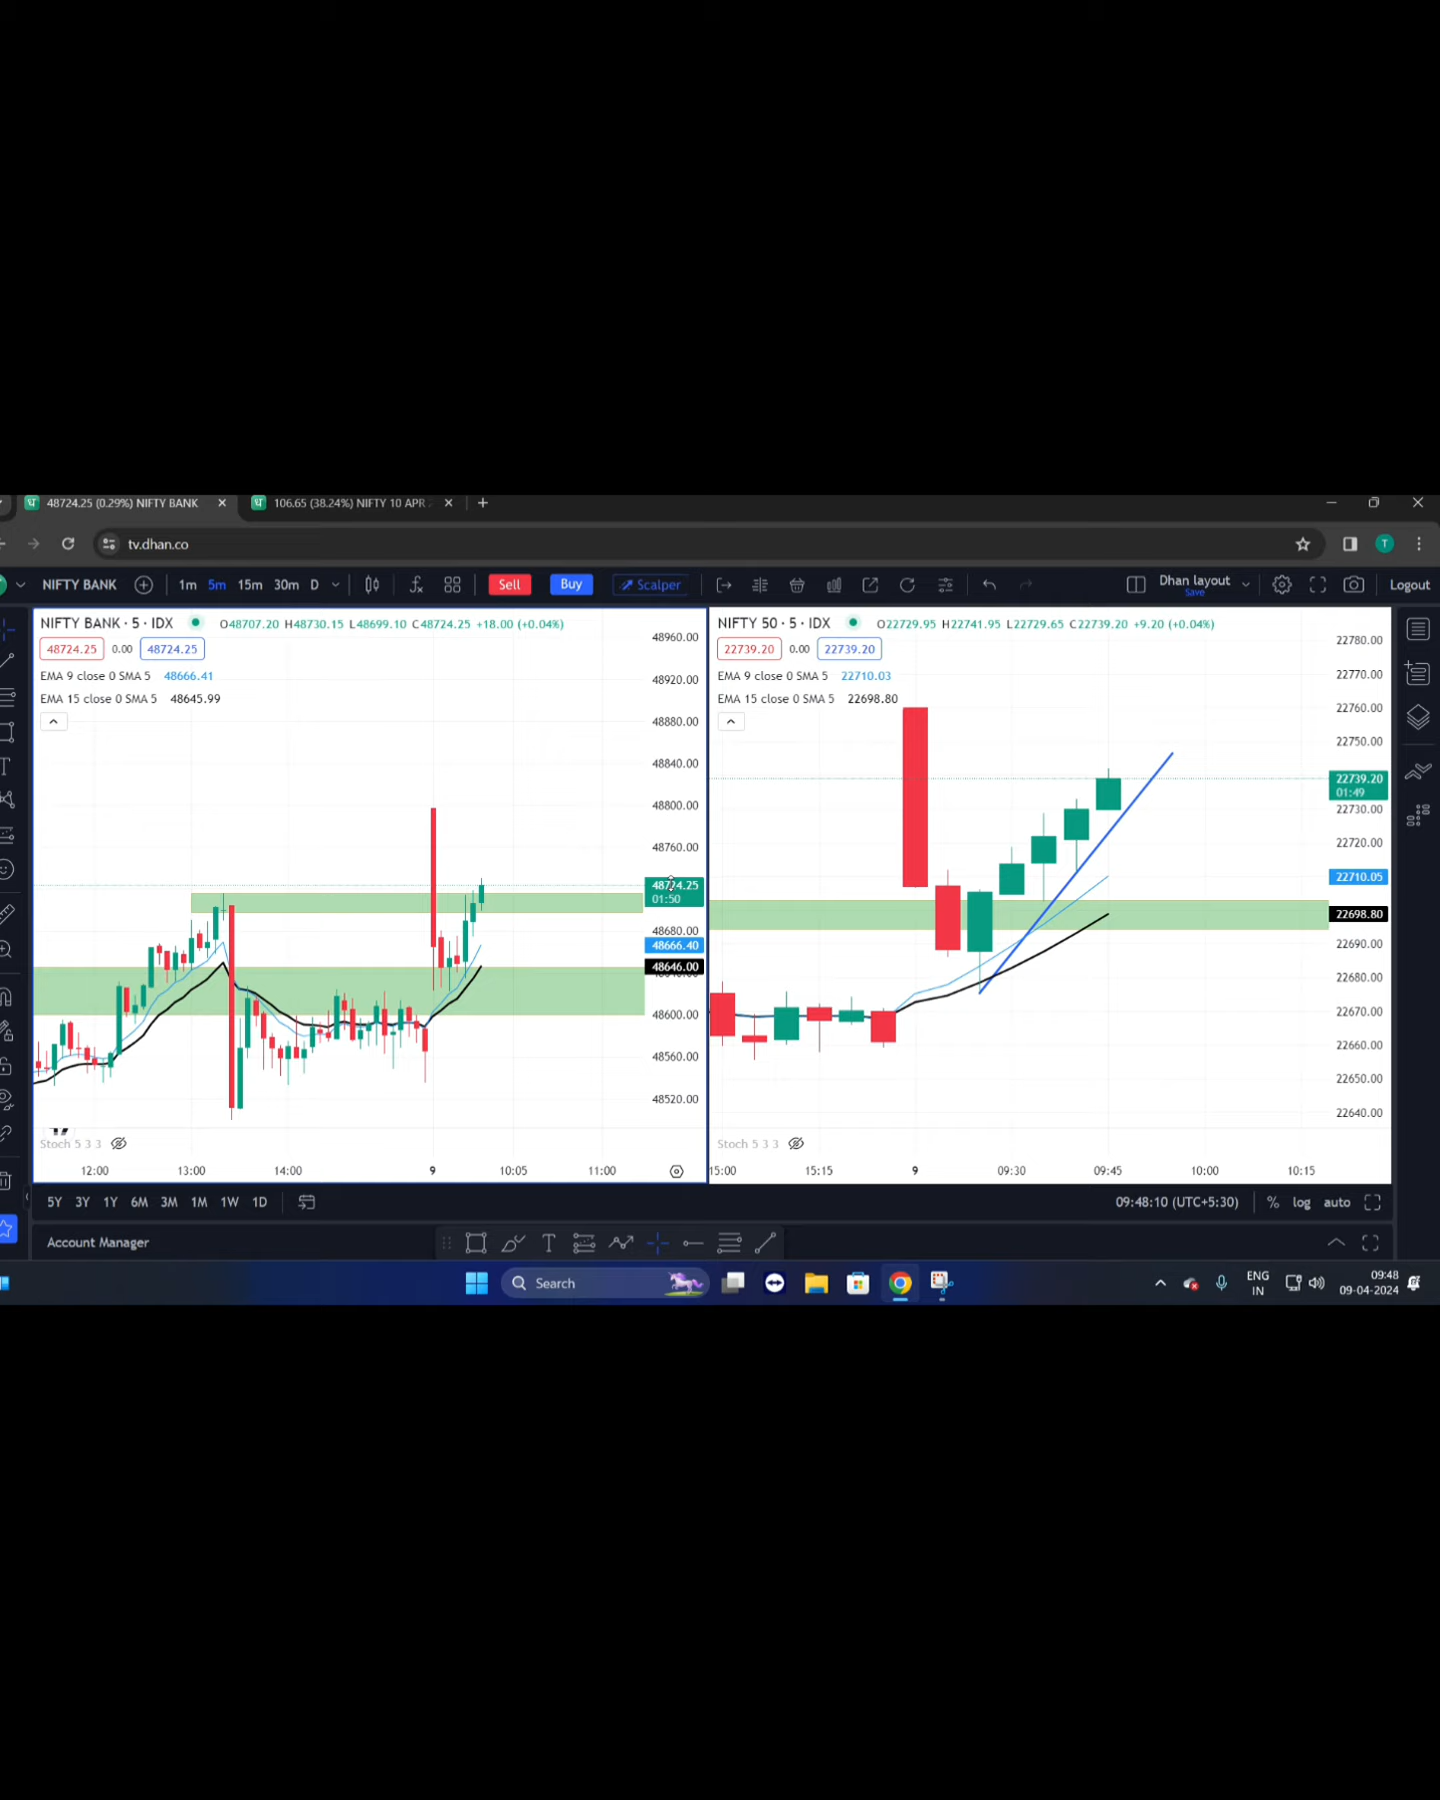 48724.25 (0.29%) NIFTY BANK
106.65 (38.24%) NIFTY 10 APR
tv.dhan.co
NIFTY BANK 1m 5m 15m 30m D Sell Buy Scalper Dhan layout Logout
Save
NIFTY BANK · 5 · IDX O48707.20 H48730.15 L48699.10 C48724.25 +18.00 (+0.04%)
48724.25 0.00 48724.25
EMA 9 close 0 SMA 5 48666.41
EMA 15 close 0 SMA 5 48645.99
48960.00
48920.00
48880.00
48840.00
48800.00
48760.00
48724.25
01:50
48680.00
48666.40
48646.00
48600.00
48560.00
48520.00
Stoch 5 3 3
12:00 13:00 14:00 9 10:05 11:00
NIFTY 50 · 5 · IDX O22729.95 H22741.95 L22729.65 C22739.20 +9.20 (+0.04%)
22739.20 0.00 22739.20
EMA 9 close 0 SMA 5 22710.03
EMA 15 close 0 SMA 5 22698.80
22780.00
22770.00
22760.00
22750.00
22739.20
01:49
22730.00
22720.00
22710.05
22698.80
22690.00
22680.00
22670.00
22660.00
22650.00
22640.00
Stoch 5 3 3
15:00 15:15 9 09:30 09:45 10:00 10:15
5Y 3Y 1Y 6M 3M 1M 1W 1D 09:48:10 (UTC+5:30) % log auto
Account Manager
Search
ENG
IN
09:48
09-04-2024